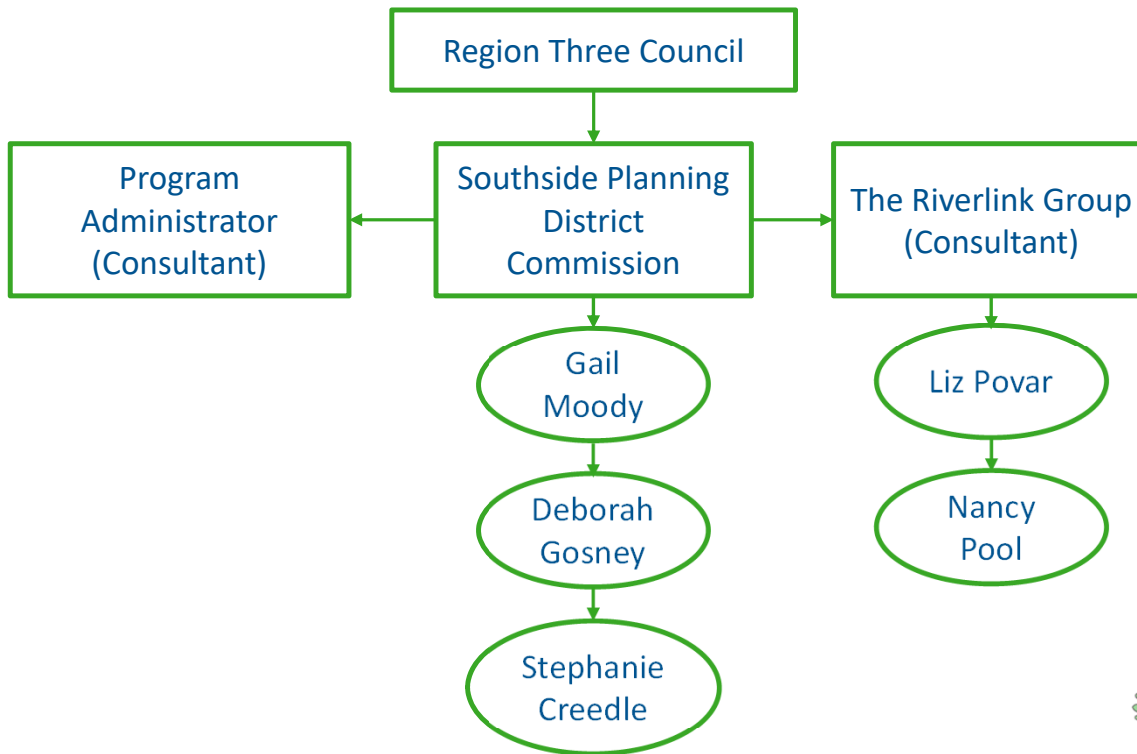 Region Three Council
Program
Administrator
(Consultant)
Southside Planning
District
Commission
The Riverlink Group
(Consultant)
Gail
Moody
Liz Povar
Deborah
Gosney
Nancy
Pool
Stephanie
Creedle